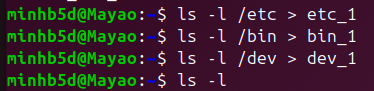 minhb5d@Mayao:~$ ls -l /etc > etc_1
minhb5d@Mayao:~$ ls -l /bin > bin_1
minhb5d@Mayao:~$ ls -l /dev > dev_1
minhb5d@Mayao:~$ ls -l